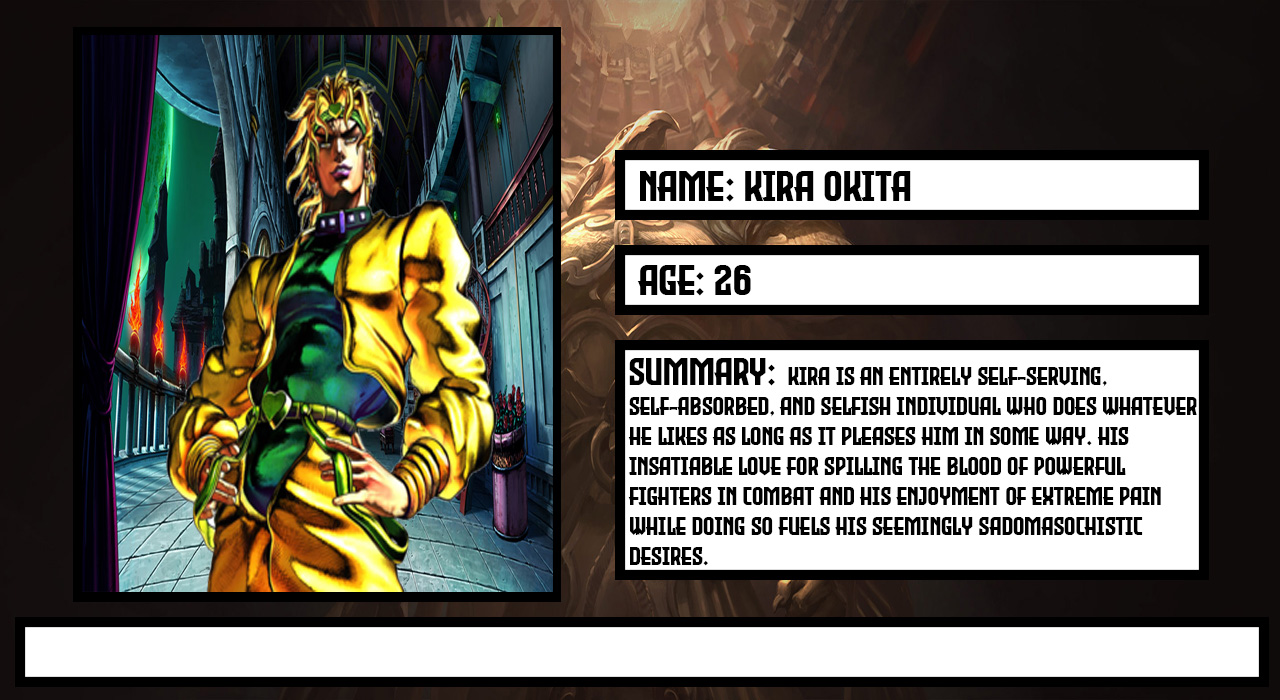 NAME: KIRA OKITA
AGE: 26
SUMMARY: KIRA IS AN ENTIRELY SELF-SERVING,
SELF-ABSORBED, AND SELFISH INDIVIDUAL WHO DOES WHATEVER
HE LIKES AS LONG AS IT PLEASES HIM IN SOME WAY. HIS
INSATIABLE LOVE FOR SPILLING THE BLOOD OF POWERFUL
FIGHTERS IN COMBAT AND HIS ENJOYMENT OF EXTREME PAIN
WHILE DOING SO FUELS HIS SEEMINGLY SADOMASOCHISTIC
DESIRES.